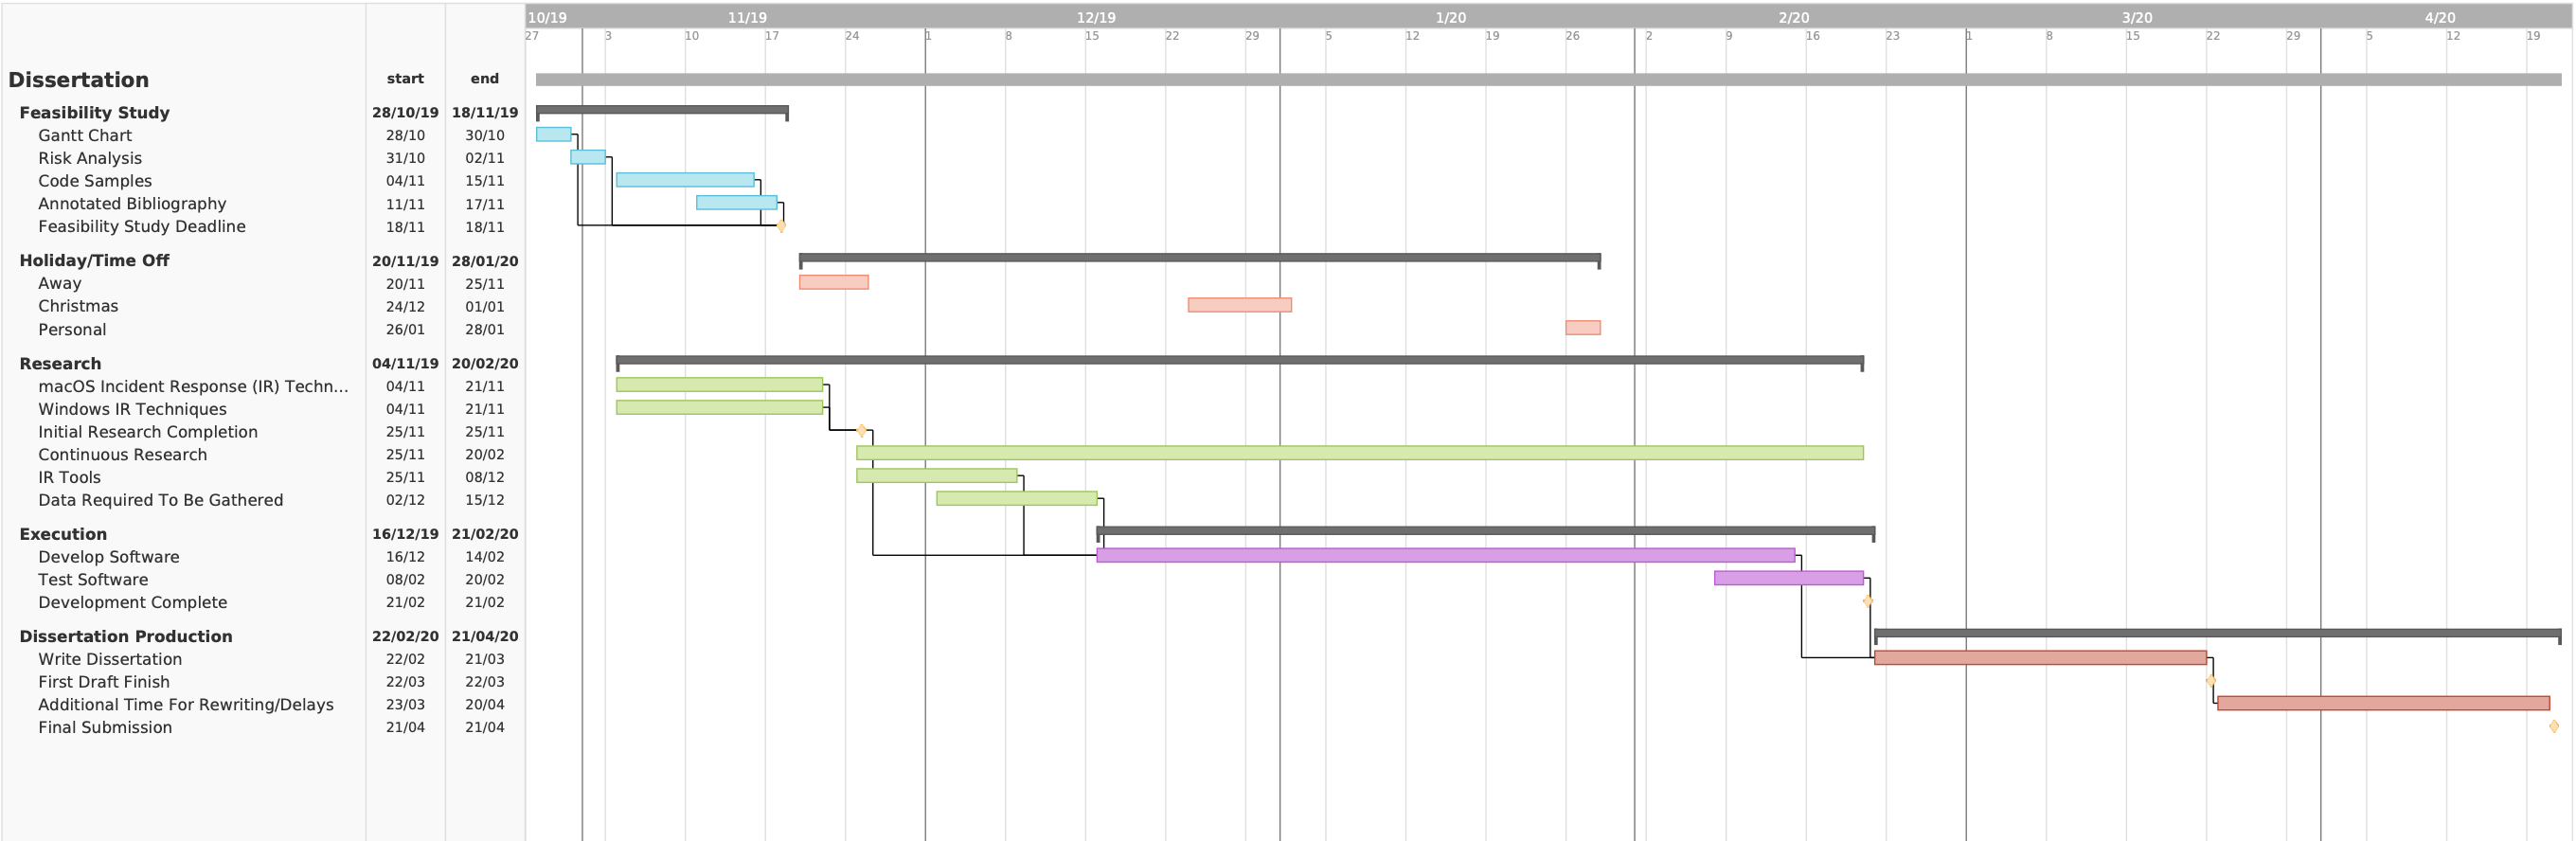 10/19 11/19 12/19 1/20 2/20 3/20 4/20
27 3 10 17 24 1 8 15 22 29 5 12 19 26 2 9 16 23 1 8 15 22 29 5 12 19
Dissertation start end
Feasibility Study 28/10/19 18/11/19
Gantt Chart 28/10 30/10
Risk Analysis 31/10 02/11
Code Samples 04/11 15/11
Annotated Bibliography 11/11 17/11
Feasibility Study Deadline 18/11 18/11
Holiday/Time Off 20/11/19 28/01/20
Away 20/11 25/11
Christmas 24/12 01/01
Personal 26/01 28/01
Research 04/11/19 20/02/20
macOS Incident Response (IR) Techn... 04/11 21/11
Windows IR Techniques 04/11 21/11
Initial Research Completion 25/11 25/11
Continuous Research 25/11 20/02
IR Tools 25/11 08/12
Data Required To Be Gathered 02/12 15/12
Execution 16/12/19 21/02/20
Develop Software 16/12 14/02
Test Software 08/02 20/02
Development Complete 21/02 21/02
Dissertation Production 22/02/20 21/04/20
Write Dissertation 22/02 21/03
First Draft Finish 22/03 22/03
Additional Time For Rewriting/Delays 23/03 20/04
Final Submission 21/04 21/04